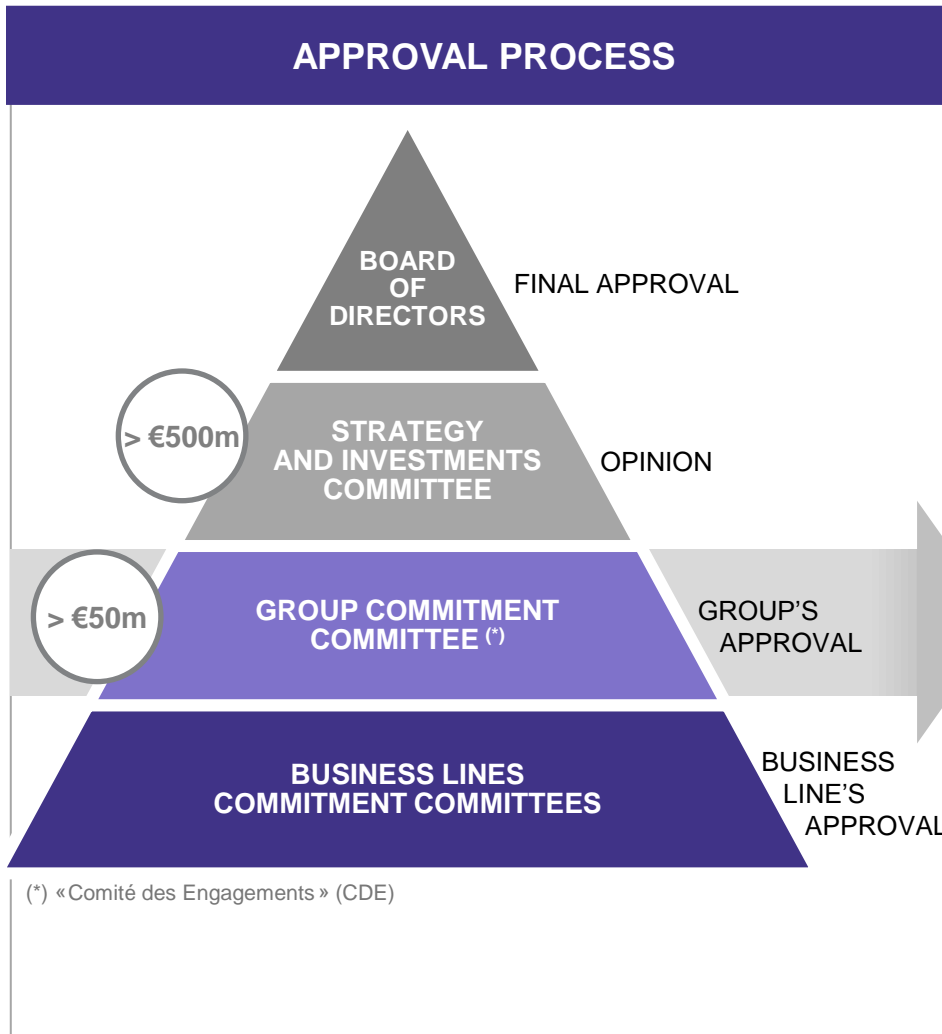 APPROVAL PROCESS
BOARD
OF
DIRECTORS
FINAL APPROVAL
> €500m
STRATEGY
AND INVESTMENTS
COMMITTEE
OPINION
> €50m
GROUP COMMITMENT
COMMITTEE (*)
GROUP’S
APPROVAL
BUSINESS LINES
COMMITMENT COMMITTEES
BUSINESS
LINE’S
APPROVAL
(*) «Comité des Engagements» (CDE)